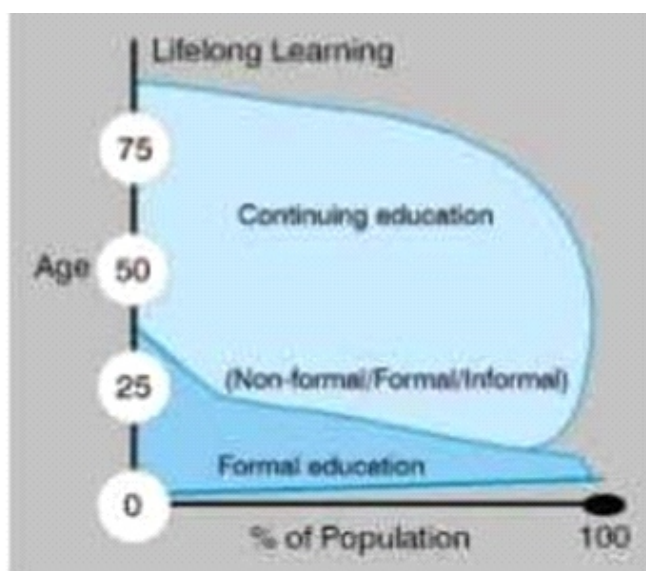 Lifelong Learning
75
Continuing education
Age 50
25 (Non-formal/Formal/Informal)
Formal education
0
% of Population 100